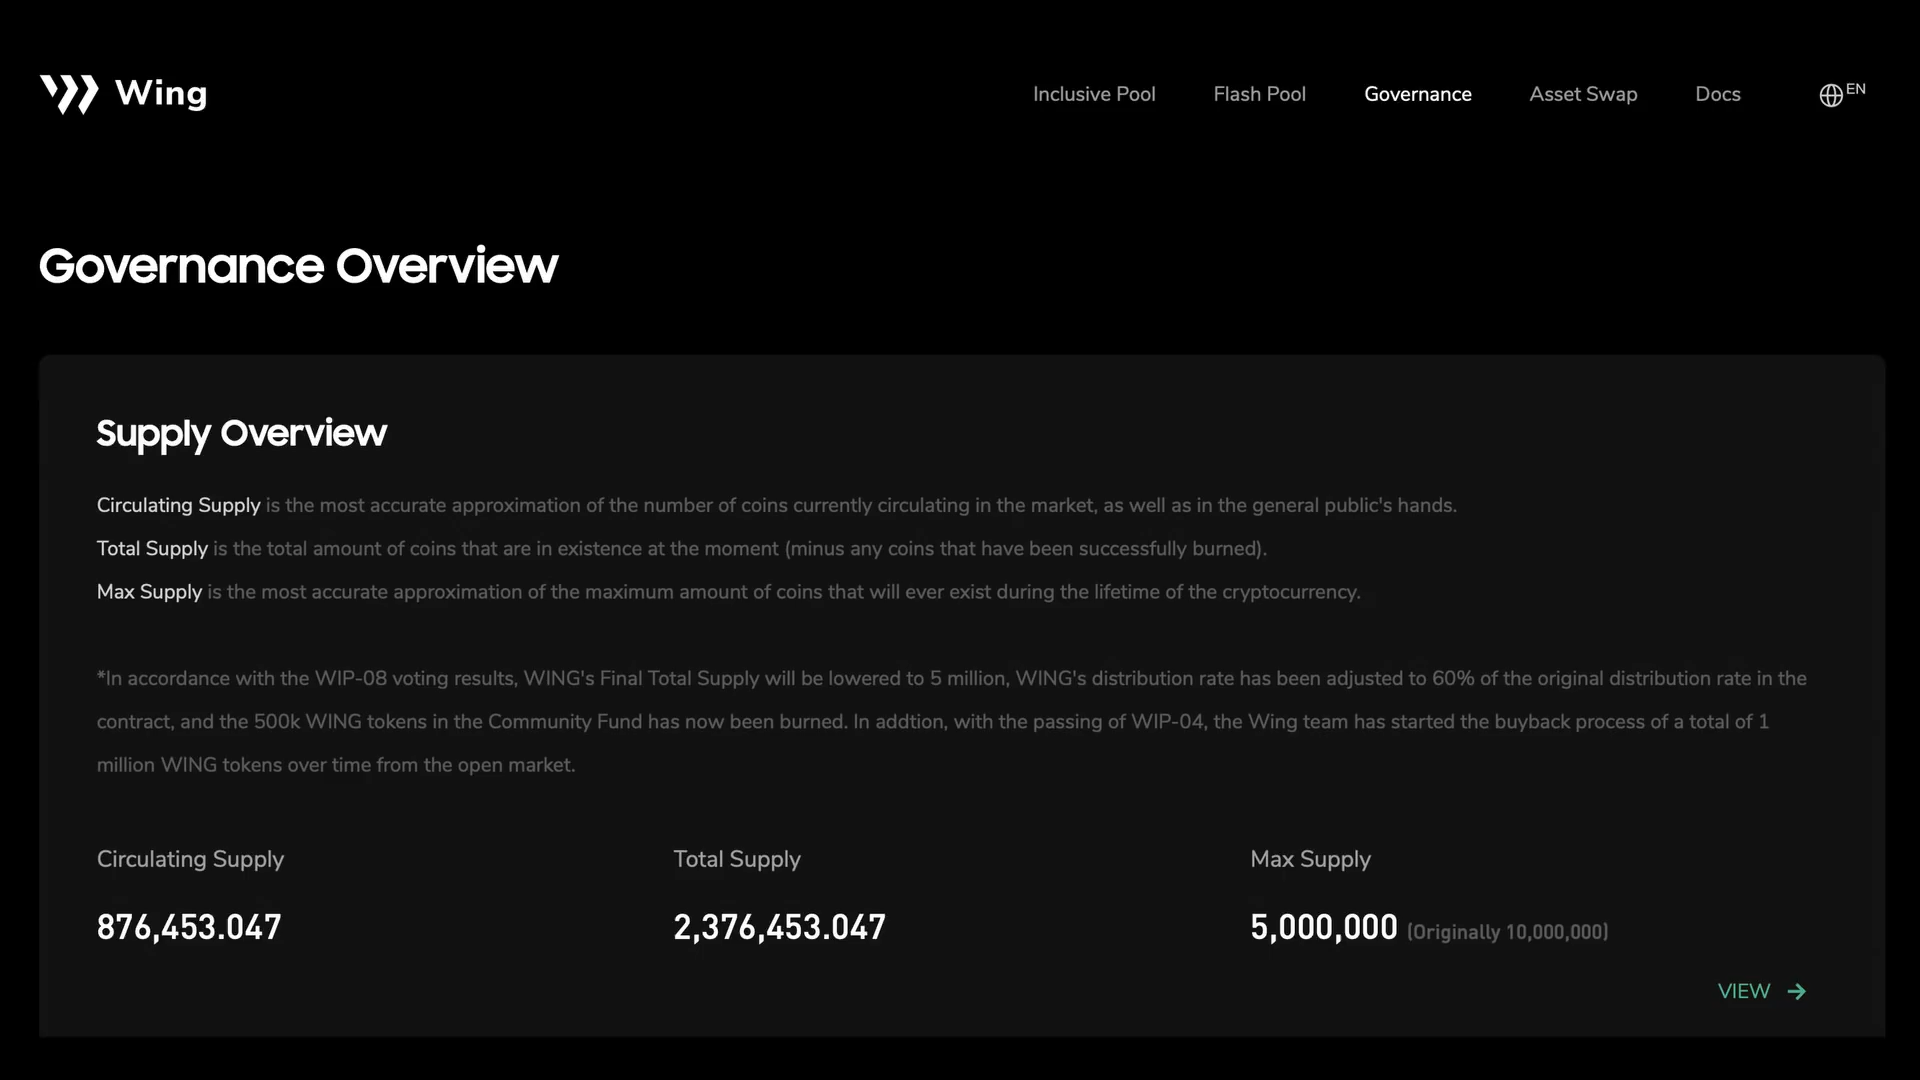 Wing
Inclusive Pool
Flash Pool
Governance
Asset Swap
Docs
EN
Governance Overview
Supply Overview
Circulating Supply is the most accurate approximation of the number of coins currently circulating in the market, as well as in the general public's hands.
Total Supply is the total amount of coins that are in existence at the moment (minus any coins that have been successfully burned).
Max Supply is the most accurate approximation of the maximum amount of coins that will ever exist during the lifetime of the cryptocurrency.
*In accordance with the WIP-08 voting results, WING's Final Total Supply will be lowered to 5 million, WING's distribution rate has been adjusted to 60% of the original distribution rate in the
contract, and the 500k WING tokens in the Community Fund has now been burned. In addtion, with the passing of WIP-04, the Wing team has started the buyback process of a total of 1
million WING tokens over time from the open market.
Circulating Supply
876,453.047
Total Supply
2,376,453.047
Max Supply
5,000,000 (Originally 10,000,000)
VIEW